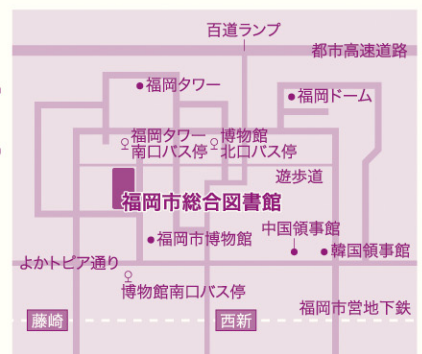 百道ランプ
都市高速道路
福岡タワー
福岡ドーム
福岡タワー
南口バス停
博物館
北口バス停
遊歩道
福岡市総合図書館
中国領事館
福岡市博物館
韓国領事館
よかトピア通り
博物館南口バス停
福岡市営地下鉄
藤崎
西新